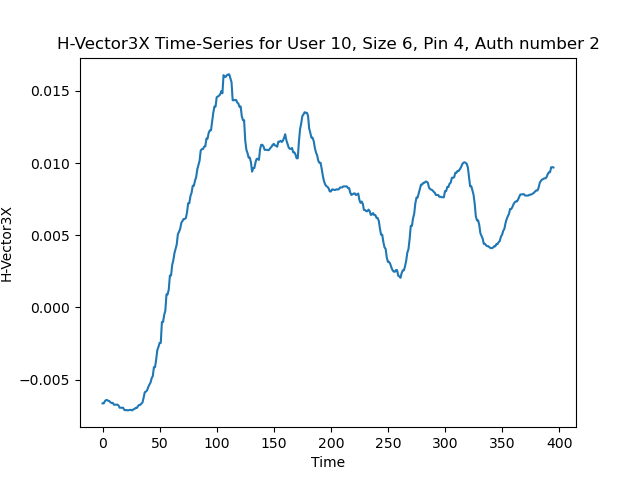 H-Vector3X Time-Series for User 10, Size 6, Pin 4, Auth number 2
0.015
0.010
0.005
0.000
−0.005
H-Vector3X
0 50 100 150 200 250 300 350 400
Time